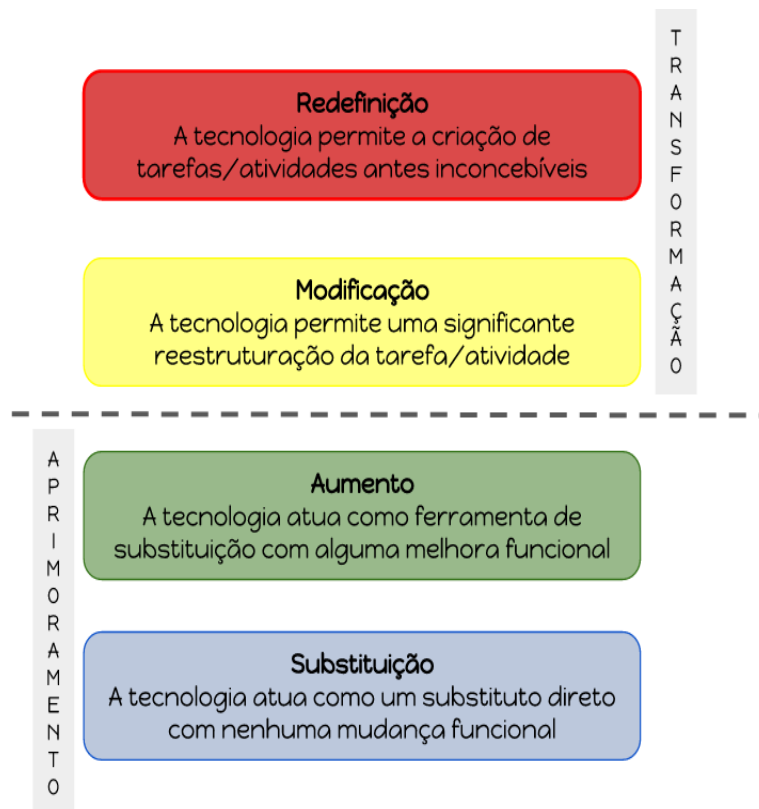 TRANSFORMAÇÃO
Redefinição
A tecnologia permite a criação de
tarefas/atividades antes inconcebíveis
Modificação
A tecnologia permite uma significante
reestruturação da tarefa/atividade
APRIMORAMENTO
Aumento
A tecnologia atua como ferramenta de
substituição com alguma melhora funcional
Substituição
A tecnologia atua como um substituto direto
com nenhuma mudança funcional